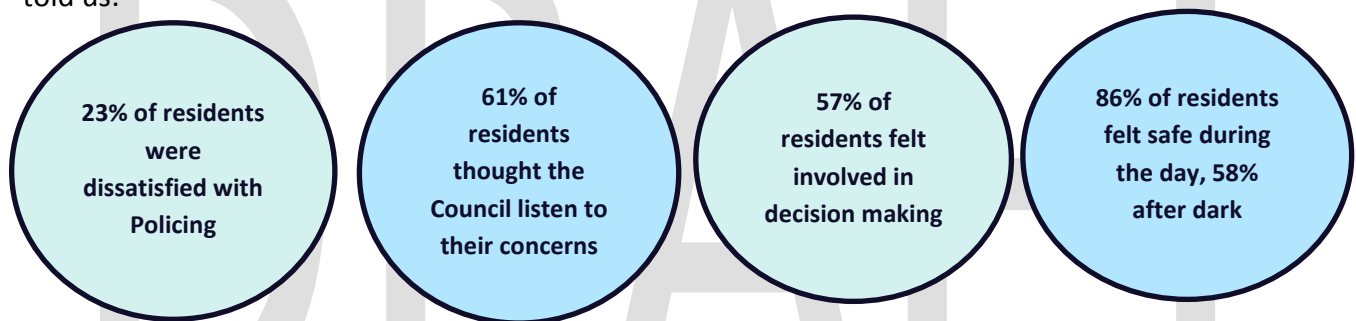 told us:
23% of residents
were
dissatisfied with
Policing
61% of
residents
thought the
Council listen to
their concerns
57% of
residents felt
involved in
decision making
86% of residents
felt safe during
the day, 58%
after dark
DRAFT